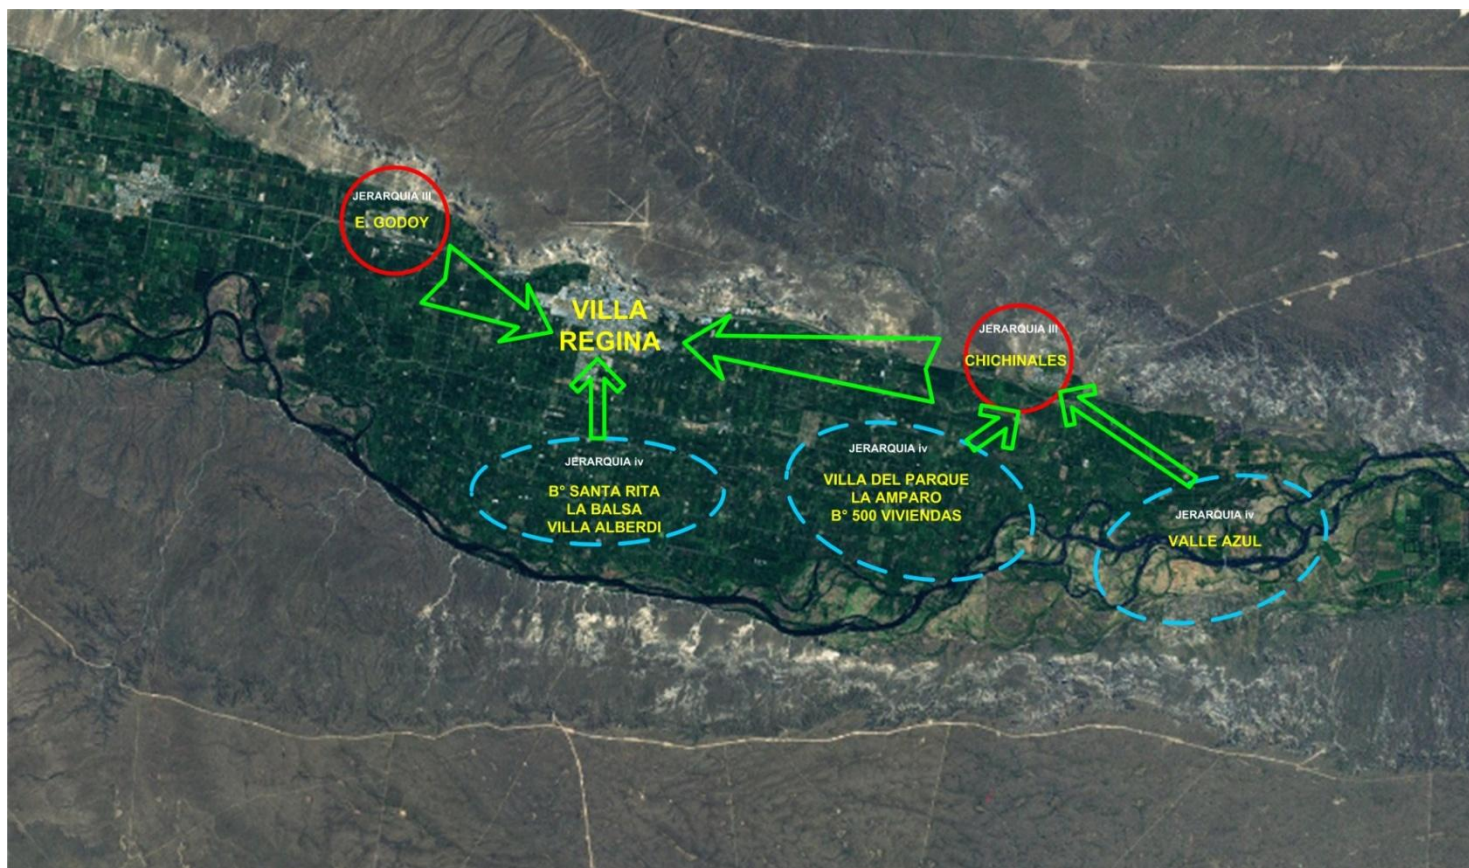 JERARQUIA III
E. GODOY
VILLA
REGINA
JERARQUIA III
CHICHINALES
JERARQUIA iv
B° SANTA RITA
LA BALSA
VILLA ALBERDI
JERARQUIA iv
VILLA DEL PARQUE
LA AMPARO
B° 500 VIVIENDAS
JERARQUIA iv
VALLE AZUL